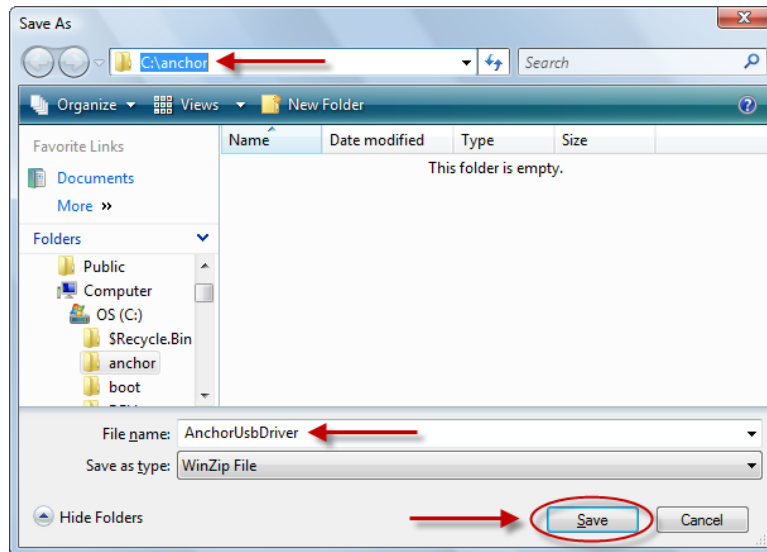 Save As
C:\anchor
Search
Organize Views New Folder
Favorite Links
Documents
More »
Folders
Public
Computer
OS (C:)
$Recycle.Bin
anchor
boot
Name Date modified Type Size
This folder is empty.
File name: AnchorUsbDriver
Save as type: WinZip File
Hide Folders
Save Cancel